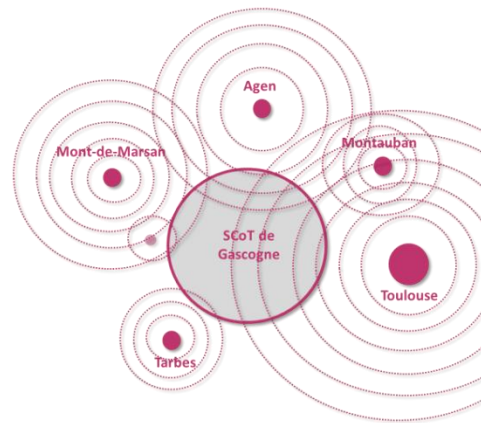 Agen
Montauban
Mont-de-Marsan
SCoT de
Gascogne
Toulouse
Tarbes